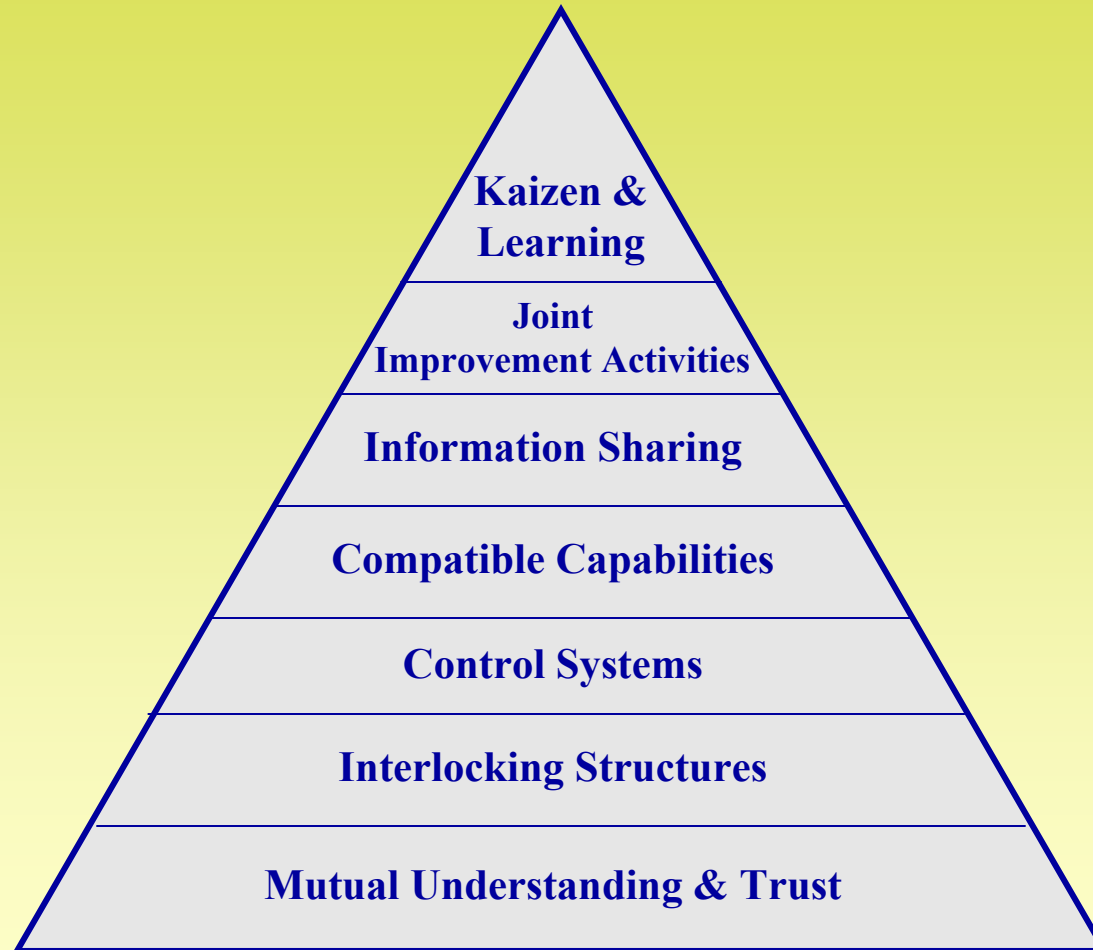 Kaizen &
Learning
Joint
Improvement Activities
Information Sharing
Compatible Capabilities
Control Systems
Interlocking Structures
Mutual Understanding & Trust